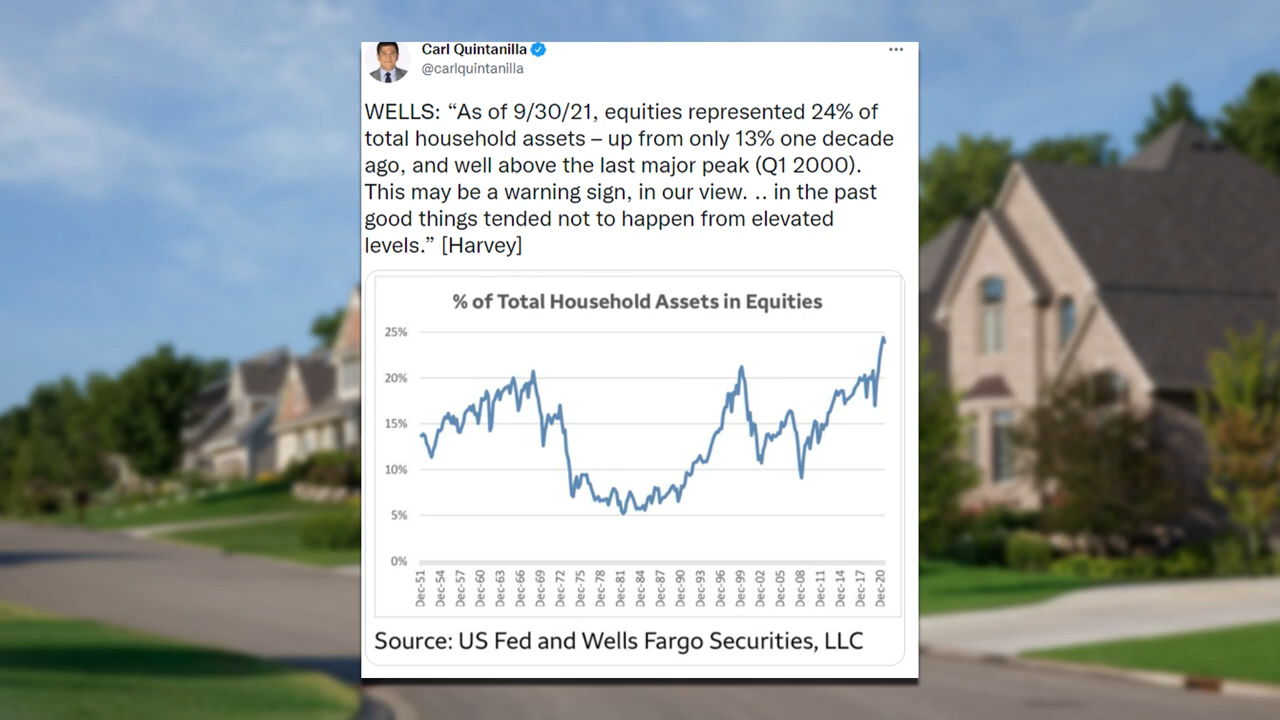 Carl Quintanilla
@carlquintanilla
WELLS: “As of 9/30/21, equities represented 24% of
total household assets – up from only 13% one decade
ago, and well above the last major peak (Q1 2000).
This may be a warning sign, in our view. .. in the past
good things tended not to happen from elevated
levels.” [Harvey]
% of Total Household Assets in Equities
25%
20%
15%
10%
5%
0%
Dec-51
Dec-54
Dec-57
Dec-60
Dec-63
Dec-66
Dec-69
Dec-72
Dec-75
Dec-78
Dec-81
Dec-84
Dec-87
Dec-90
Dec-93
Dec-96
Dec-99
Dec-02
Dec-05
Dec-08
Dec-11
Dec-14
Dec-17
Dec-20
Source: US Fed and Wells Fargo Securities, LLC